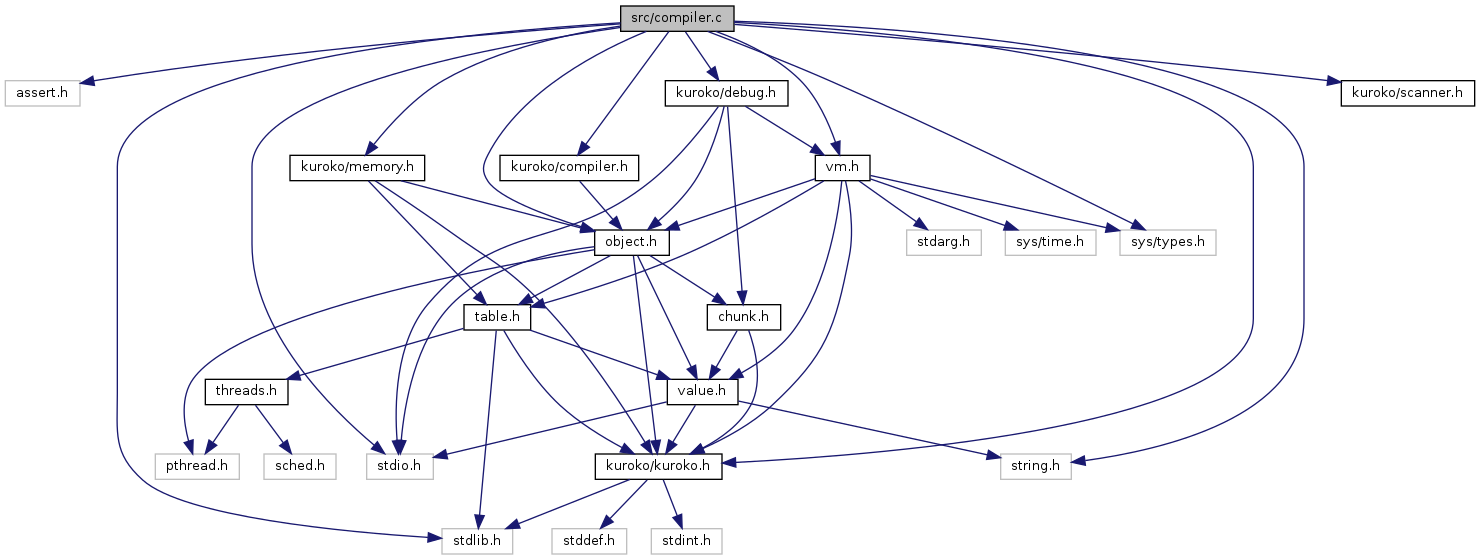 src/compiler.c
assert.h
kuroko/debug.h
kuroko/scanner.h
kuroko/memory.h
kuroko/compiler.h
vm.h
object.h
stdarg.h
sys/time.h
sys/types.h
table.h
chunk.h
threads.h
value.h
pthread.h
sched.h
stdio.h
kuroko/kuroko.h
string.h
stdlib.h
stddef.h
stdint.h